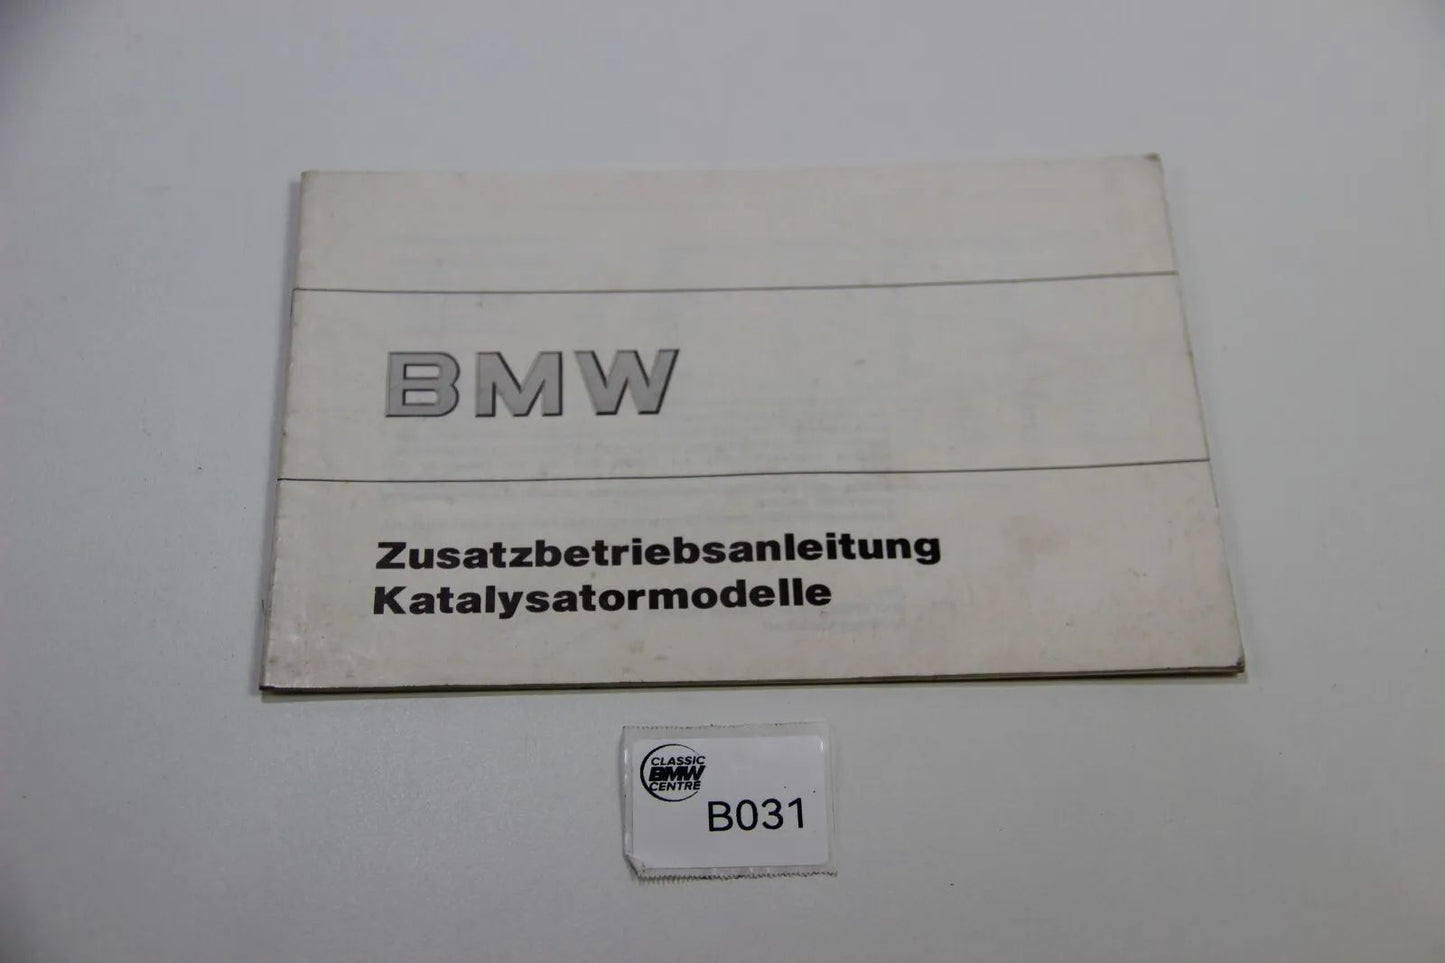 BMW
Zusatzbetriebsanleitung
Katalysatormodelle
CLASSIC
BMW
CENTRE
B031